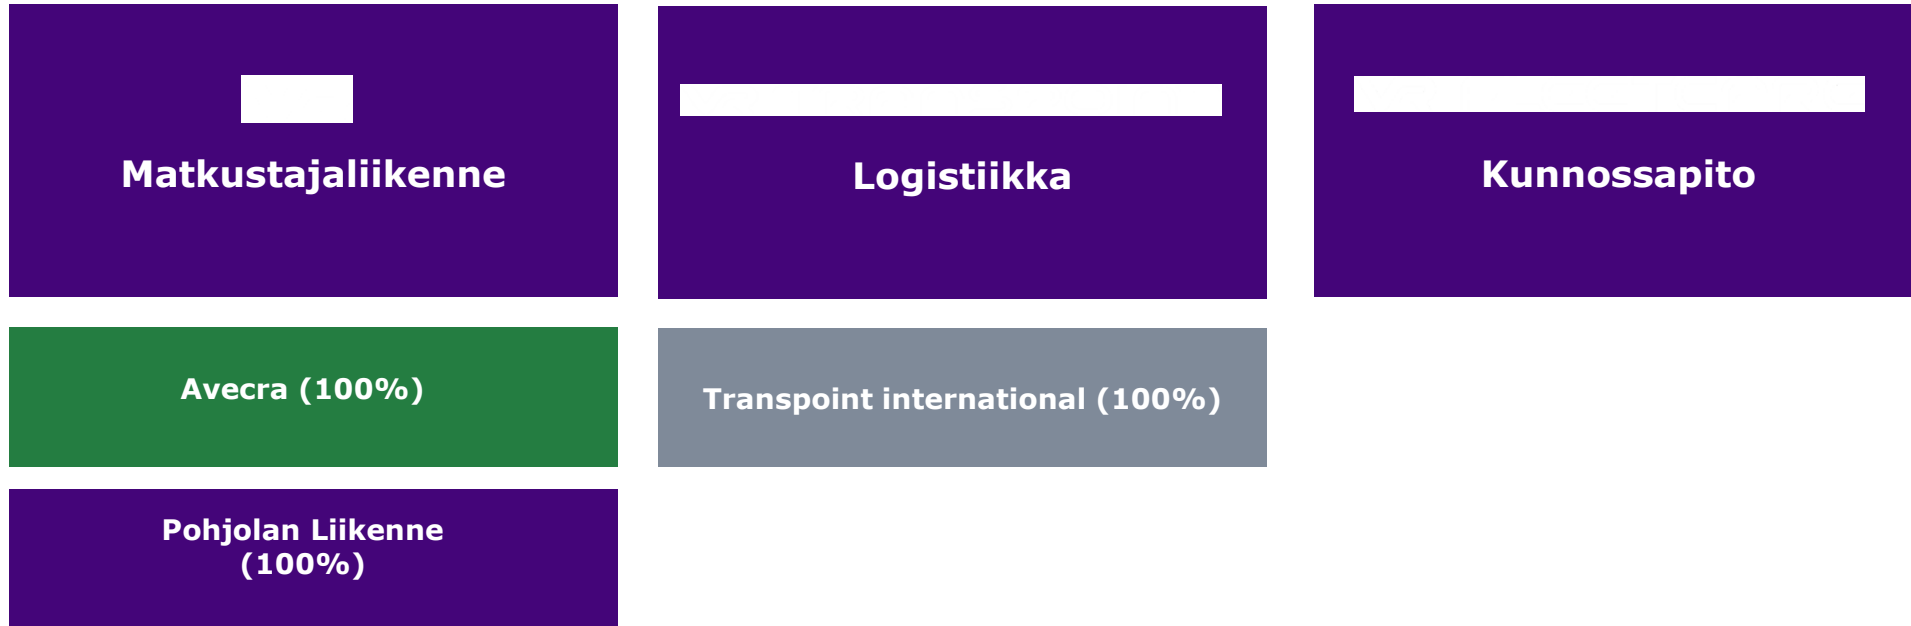 Matkustajaliikenne
Logistiikka
Kunnossapito
Avecra (100%)
Transpoint international (100%)
Pohjolan Liikenne
(100%)